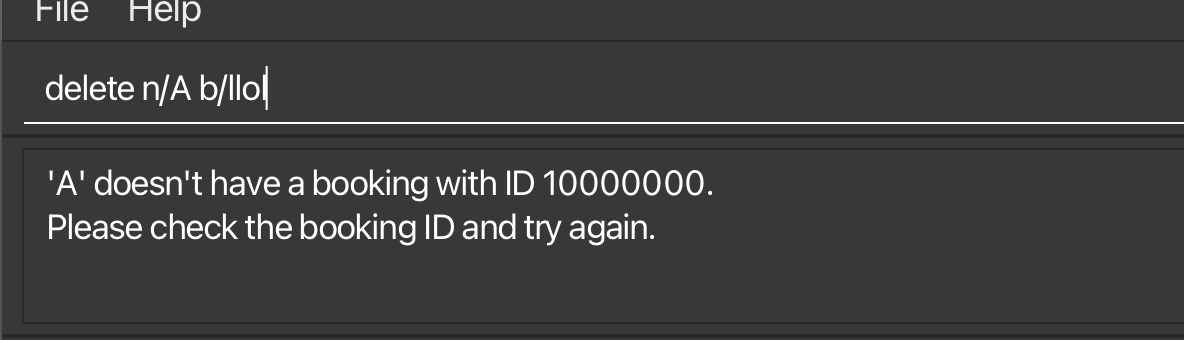 File Help
delete n/A b/llol
'A' doesn't have a booking with ID 10000000.
Please check the booking ID and try again.